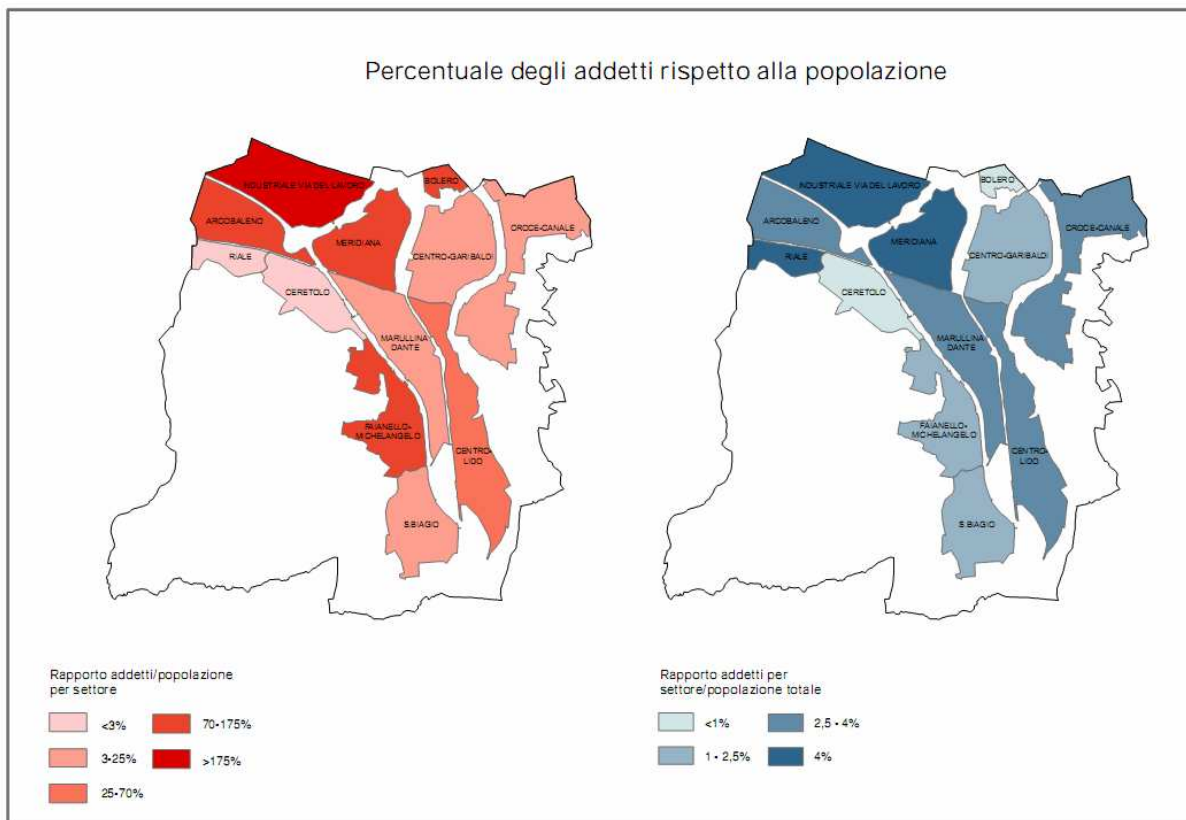 Percentuale degli addetti rispetto alla popolazione
INDUSTRIALE VIA DEL LAVORO
BOLERO
ARCOBALENO
MERIDIANA
CROCE-CANALE
RIALE
CENTRO-GARIBALDI
CERETOLO
MARULLINA
DANTE
FAIANELLO-
MICHELANGELO
CENTRO-
LIDO
S.BIAGIO
INDUSTRIALE VIA DEL LAVORO
BOLERO
ARCOBALENO
MERIDIANA
CROCE-CANALE
RIALE
CENTRO-GARIBALDI
CERETOLO
MARULLINA
DANTE
FAIANELLO-
MICHELANGELO
CENTRO-
LIDO
S.BIAGIO
Rapporto addetti/popolazione
per settore
<3%
70-175%
3-25%
>175%
25-70%
Rapporto addetti per
settore/popolazione totale
<1%
2,5 - 4%
1 - 2,5%
4%